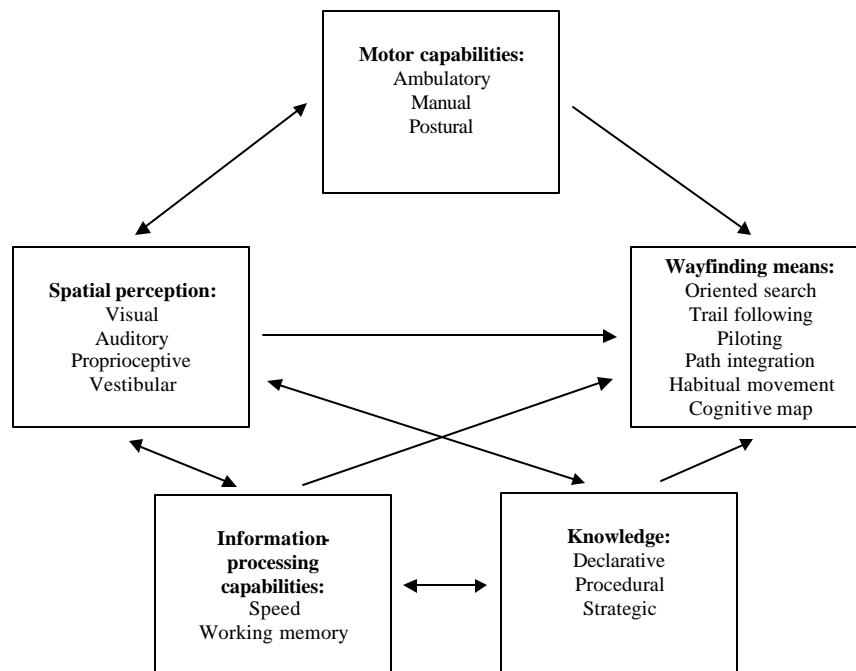 Motor capabilities:
Ambulatory
Manual
Postural
Spatial perception:
Visual
Auditory
Proprioceptive
Vestibular
Wayfinding means:
Oriented search
Trail following
Piloting
Path integration
Habitual movement
Cognitive map
Information-
processing
capabilities:
Speed
Working memory
Knowledge:
Declarative
Procedural
Strategic